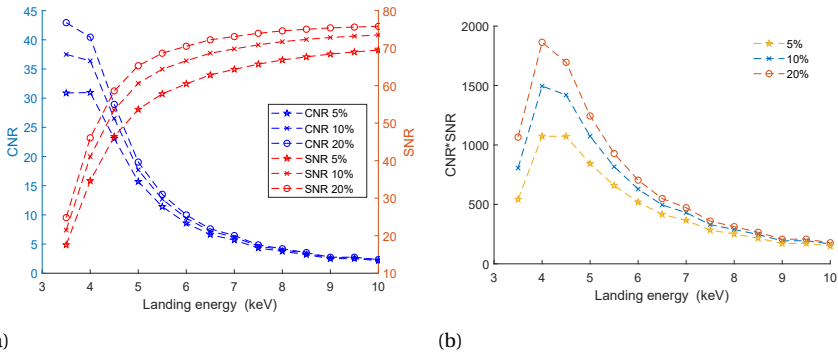 45
40
35
30
25
20
15
10
5
0
CNR
80
70
60
50
40
30
20
10
SNR
CNR 5%
CNR 10%
CNR 20%
SNR 5%
SNR 10%
SNR 20%
3 4 5 6 7 8 9 10
Landing energy (keV)
2000
1500
1000
500
0
CNR*SNR
5%
10%
20%
3 4 5 6 7 8 9 10
Landing energy (keV)
)
(b)